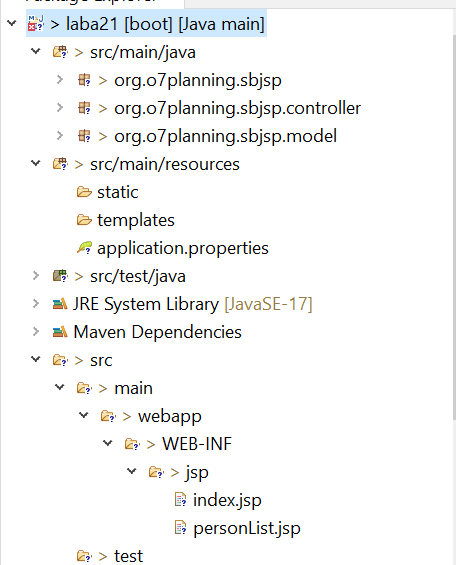 > laba21 [boot] [Java main]
> src/main/java
> org.o7planning.sbjsp
> org.o7planning.sbjsp.controller
> org.o7planning.sbjsp.model
> src/main/resources
static
templates
application.properties
> src/test/java
JRE System Library [JavaSE-17]
Maven Dependencies
> src
> main
> webapp
> WEB-INF
> jsp
index.jsp
personList.jsp
> test